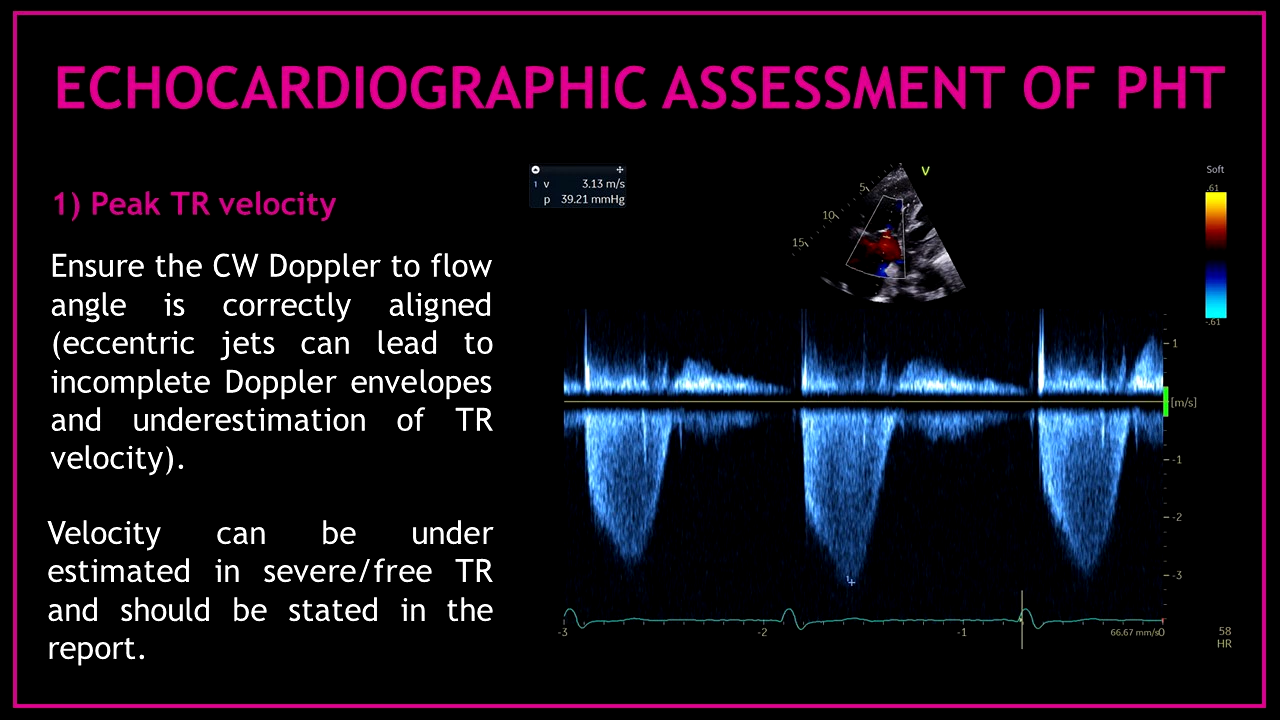 ECHOCARDIOGRAPHIC ASSESSMENT OF PHT
1) Peak TR velocity
Ensure the CW Doppler to flow
angle is correctly aligned
(eccentric jets can lead to
incomplete Doppler envelopes
and underestimation of TR
velocity).
Velocity can be under
estimated in severe/free TR
and should be stated in the
report.
1 v 3.13 m/s
p 39.21 mmHg
V
5
10
15
Soft
.61
-.61
1
[m/s]
-1
-2
-3
-3 -2 -1 66.67 mm/s 0
58
HR